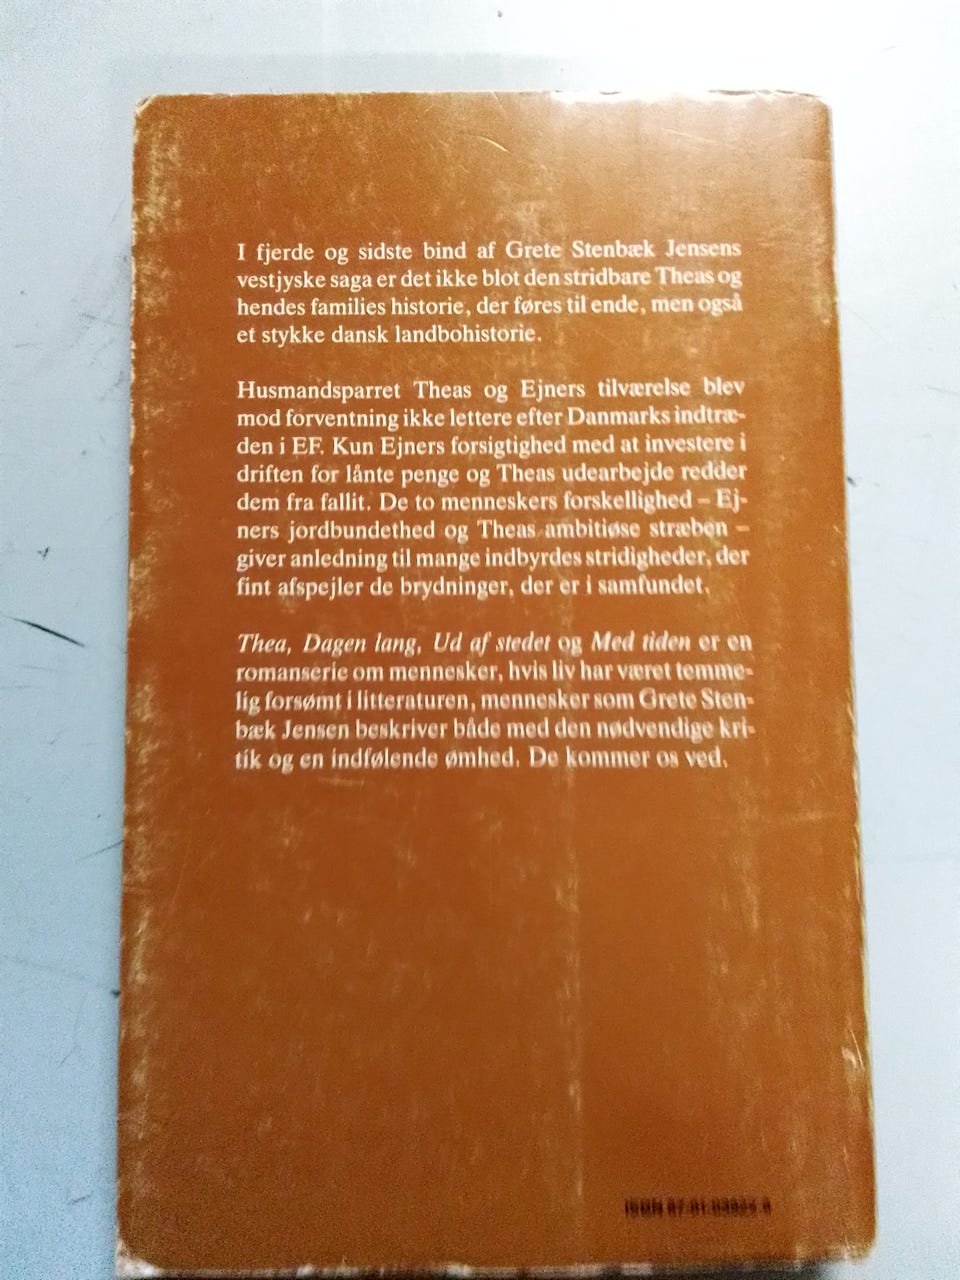 I fjerde og sidste bind af Grete Stenbæk Jensens
vestjyske saga er det ikke blot den stridbare Theas og
hendes families historie, der føres til ende, men også
et stykke dansk landbohistorie.
Husmandsparret Theas og Ejners tilværelse blev
mod forventning ikke lettere efter Danmarks indtræ-
den i EF. Kun Ejners forsigtighed med at investere i
driften for lånte penge og Theas udearbejde redder
dem fra fallit. De to menneskers forskellighed – Ej-
ners jordbundethed og Theas ambitiøse stræben –
giver anledning til mange indbyrdes stridigheder, der
fint afspejler de brydninger, der er i samfundet.
Thea, Dagen lang, Ud af stedet og Med tiden er en
romanserie om mennesker, hvis liv har været temme-
lig forsømt i litteraturen, mennesker som Grete Sten-
bæk Jensen beskriver både med den nødvendige kri-
tik og en indfølende ømhed. De kommer os ved.
ISBN